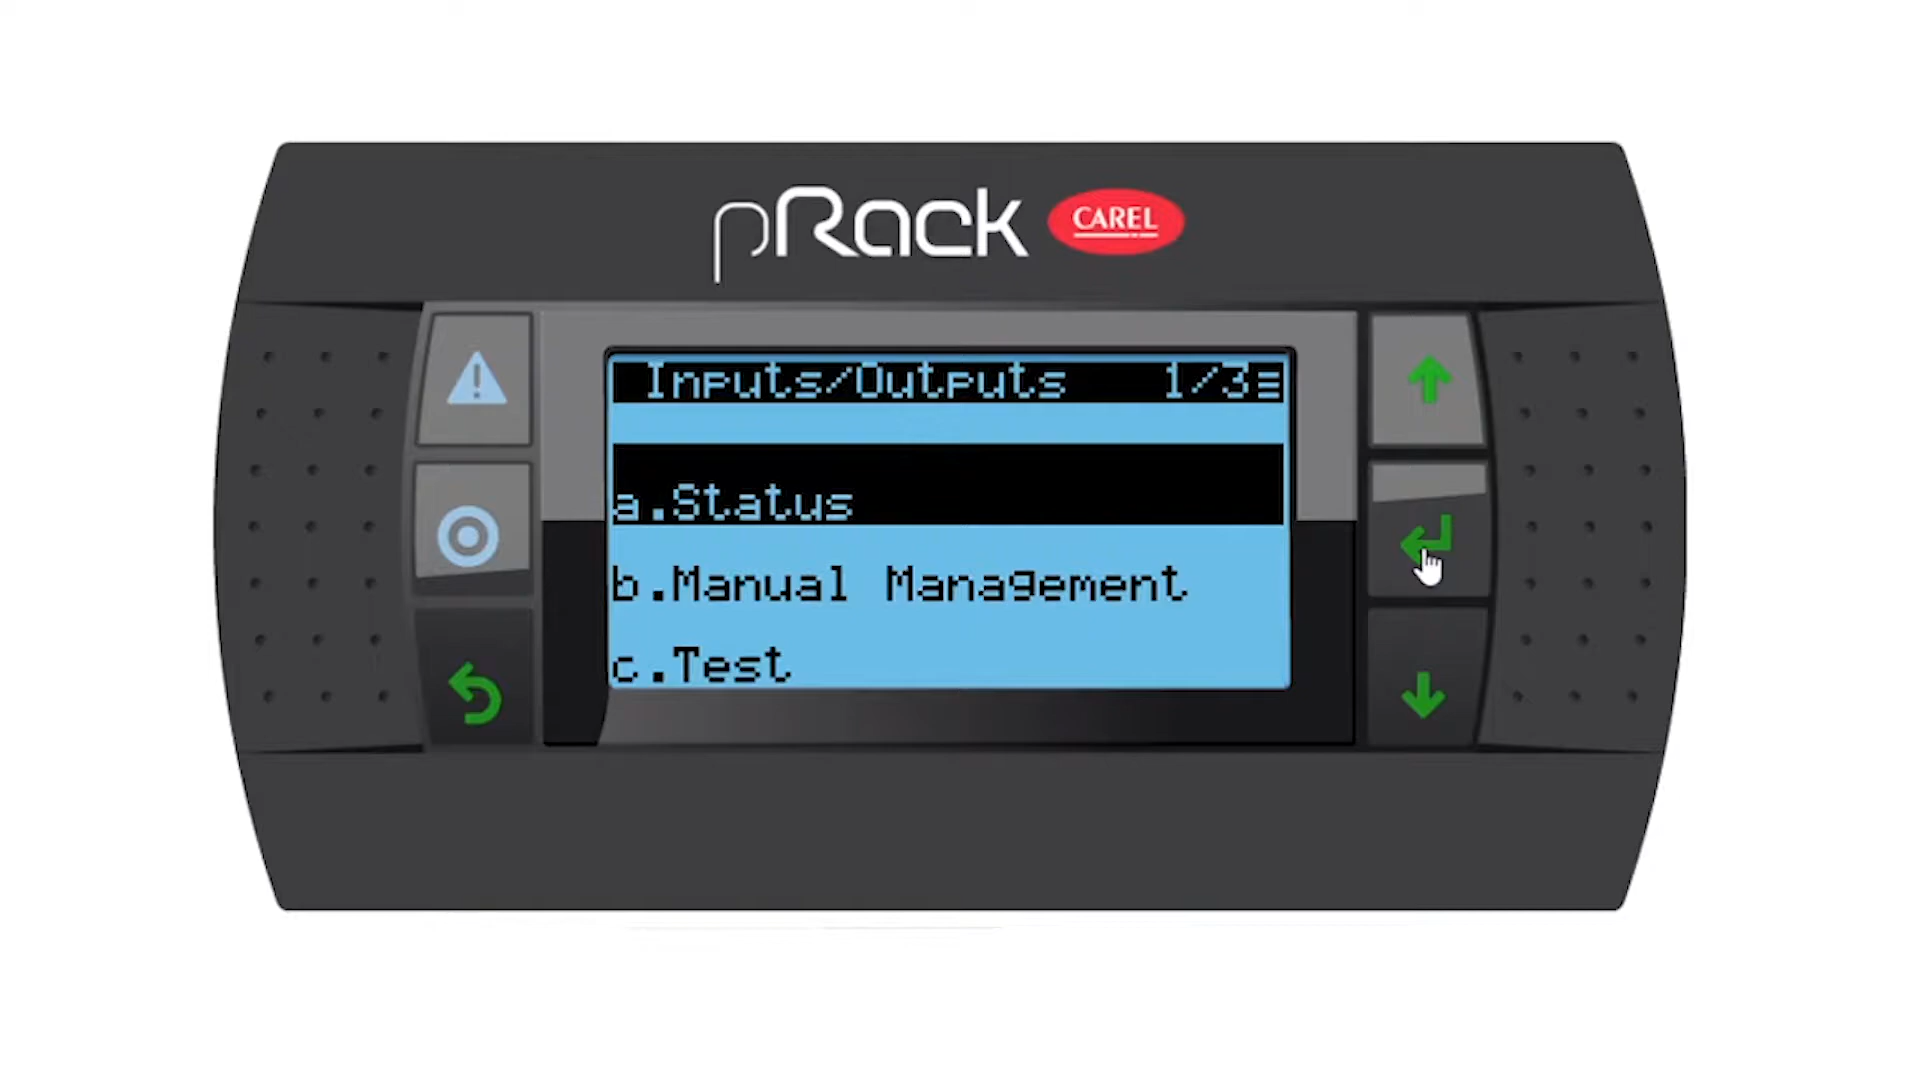 pRack CAREL
Inputs/Outputs 1/3
a.Status
b.Manual Management
c.Test